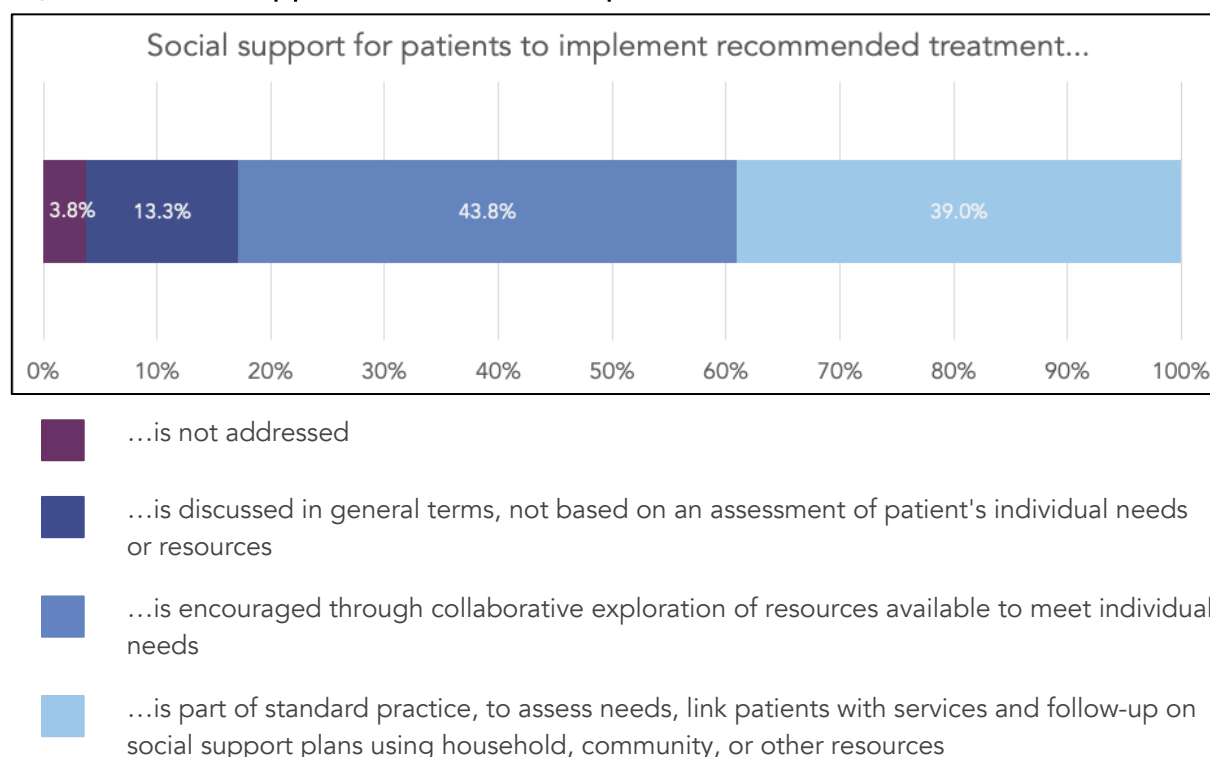 Social support for patients to implement recommended treatment...
3.8% 13.3% 43.8% 39.0%
0% 10% 20% 30% 40% 50% 60% 70% 80% 90% 100%
…is not addressed
…is discussed in general terms, not based on an assessment of patient's individual needs
or resources
…is encouraged through collaborative exploration of resources available to meet individual
needs
…is part of standard practice, to assess needs, link patients with services and follow-up on
social support plans using household, community, or other resources